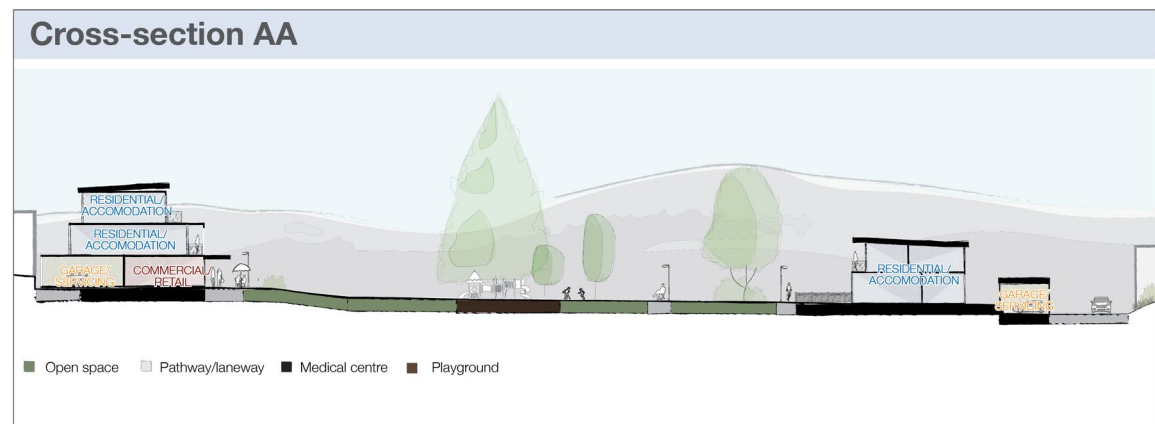 Cross-section AA
RESIDENTIAL/
ACCOMODATION
RESIDENTIAL/
ACCOMODATION
GARAGE/
SERVICING
COMMERCIAL/
RETAIL
RESIDENTIAL/
ACCOMODATION
GARAGE/
SERVICING
Open space
Pathway/laneway
Medical centre
Playground